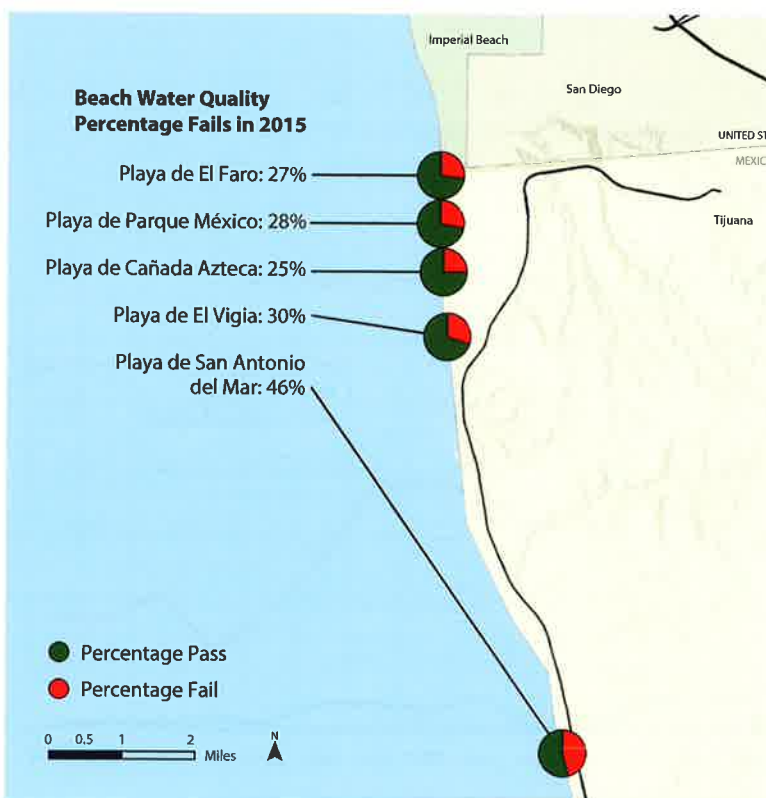 Imperial Beach
San Diego
Beach Water Quality
Percentage Fails in 2015
UNITED ST
MEXIC
Playa de El Faro: 27%
Playa de Parque México: 28%
Tijuana
Playa de Cañada Azteca: 25%
Playa de El Vigia: 30%
Playa de San Antonio
del Mar: 46%
Percentage Pass
Percentage Fail
0 0.5 1 2
Miles
N